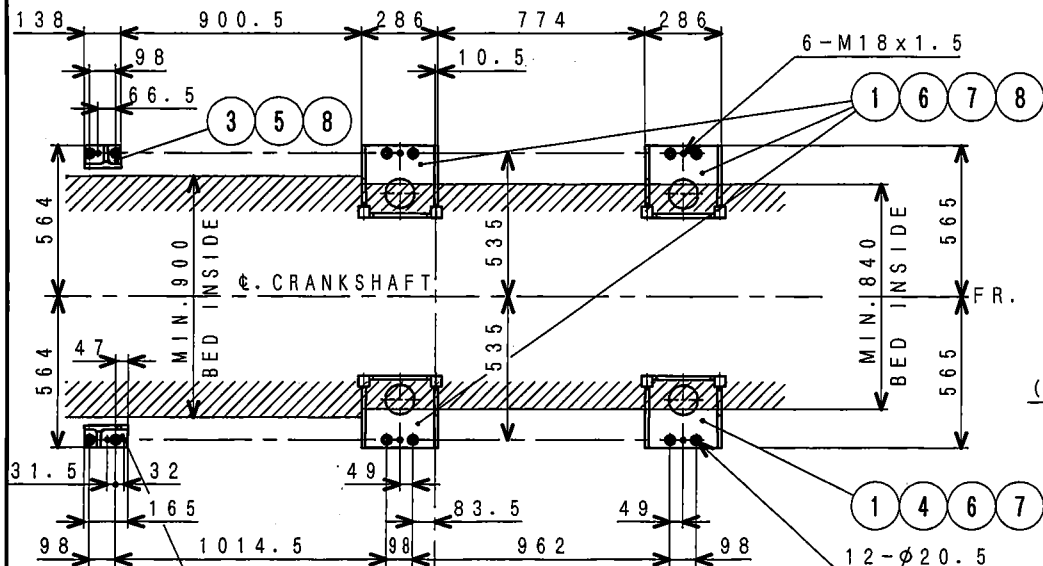 138 900.5 286 774 286
98 10.5 6-M18x1.5
66.5 3 5 8 1 6 7 8
564 MIN.900 BED INSIDE 535 MIN.840 BED INSIDE 565
℄. CRANKSHAFT FR.
564 47 535 565
(
31.5 32 49
165 83.5 49 1 4 6 7
98 1014.5 98 962 98
12-φ20.5